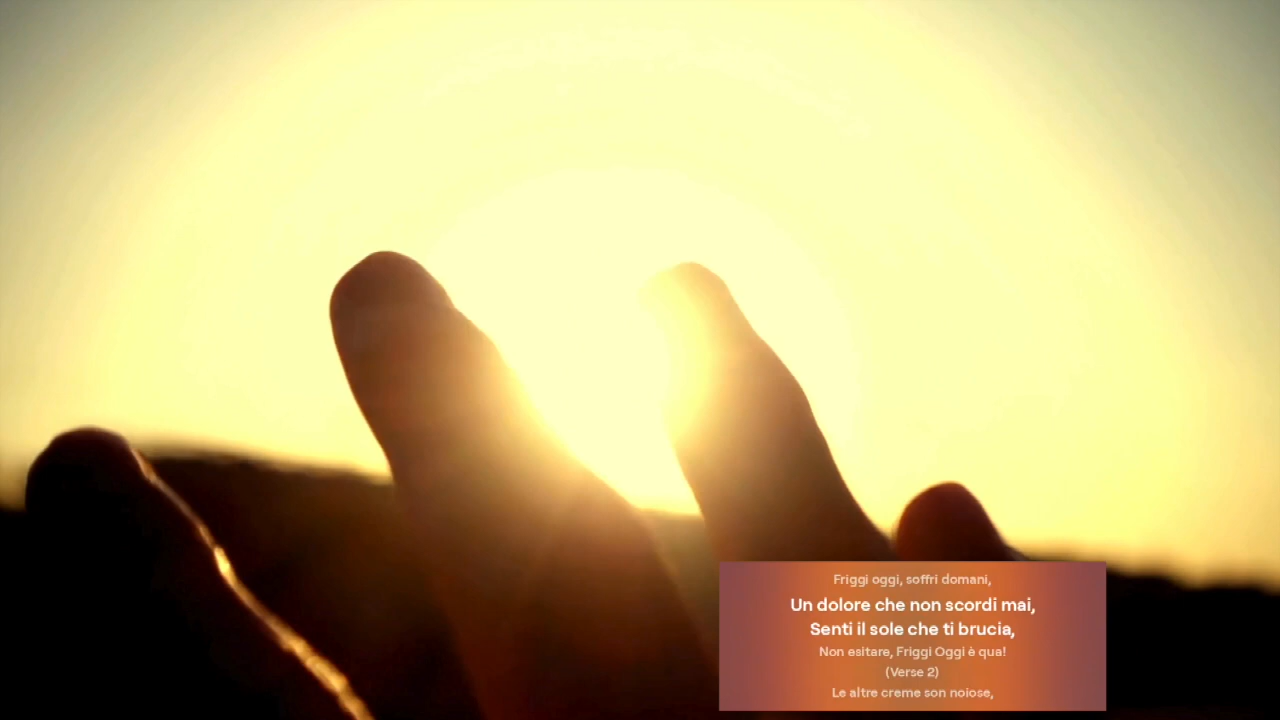 Friggi oggi, soffri domani,
Un dolore che non scordi mai,
Senti il sole che ti brucia,
Non esitare, Friggi Oggi è qua!
(Verse 2)
Le altre creme son noiose,